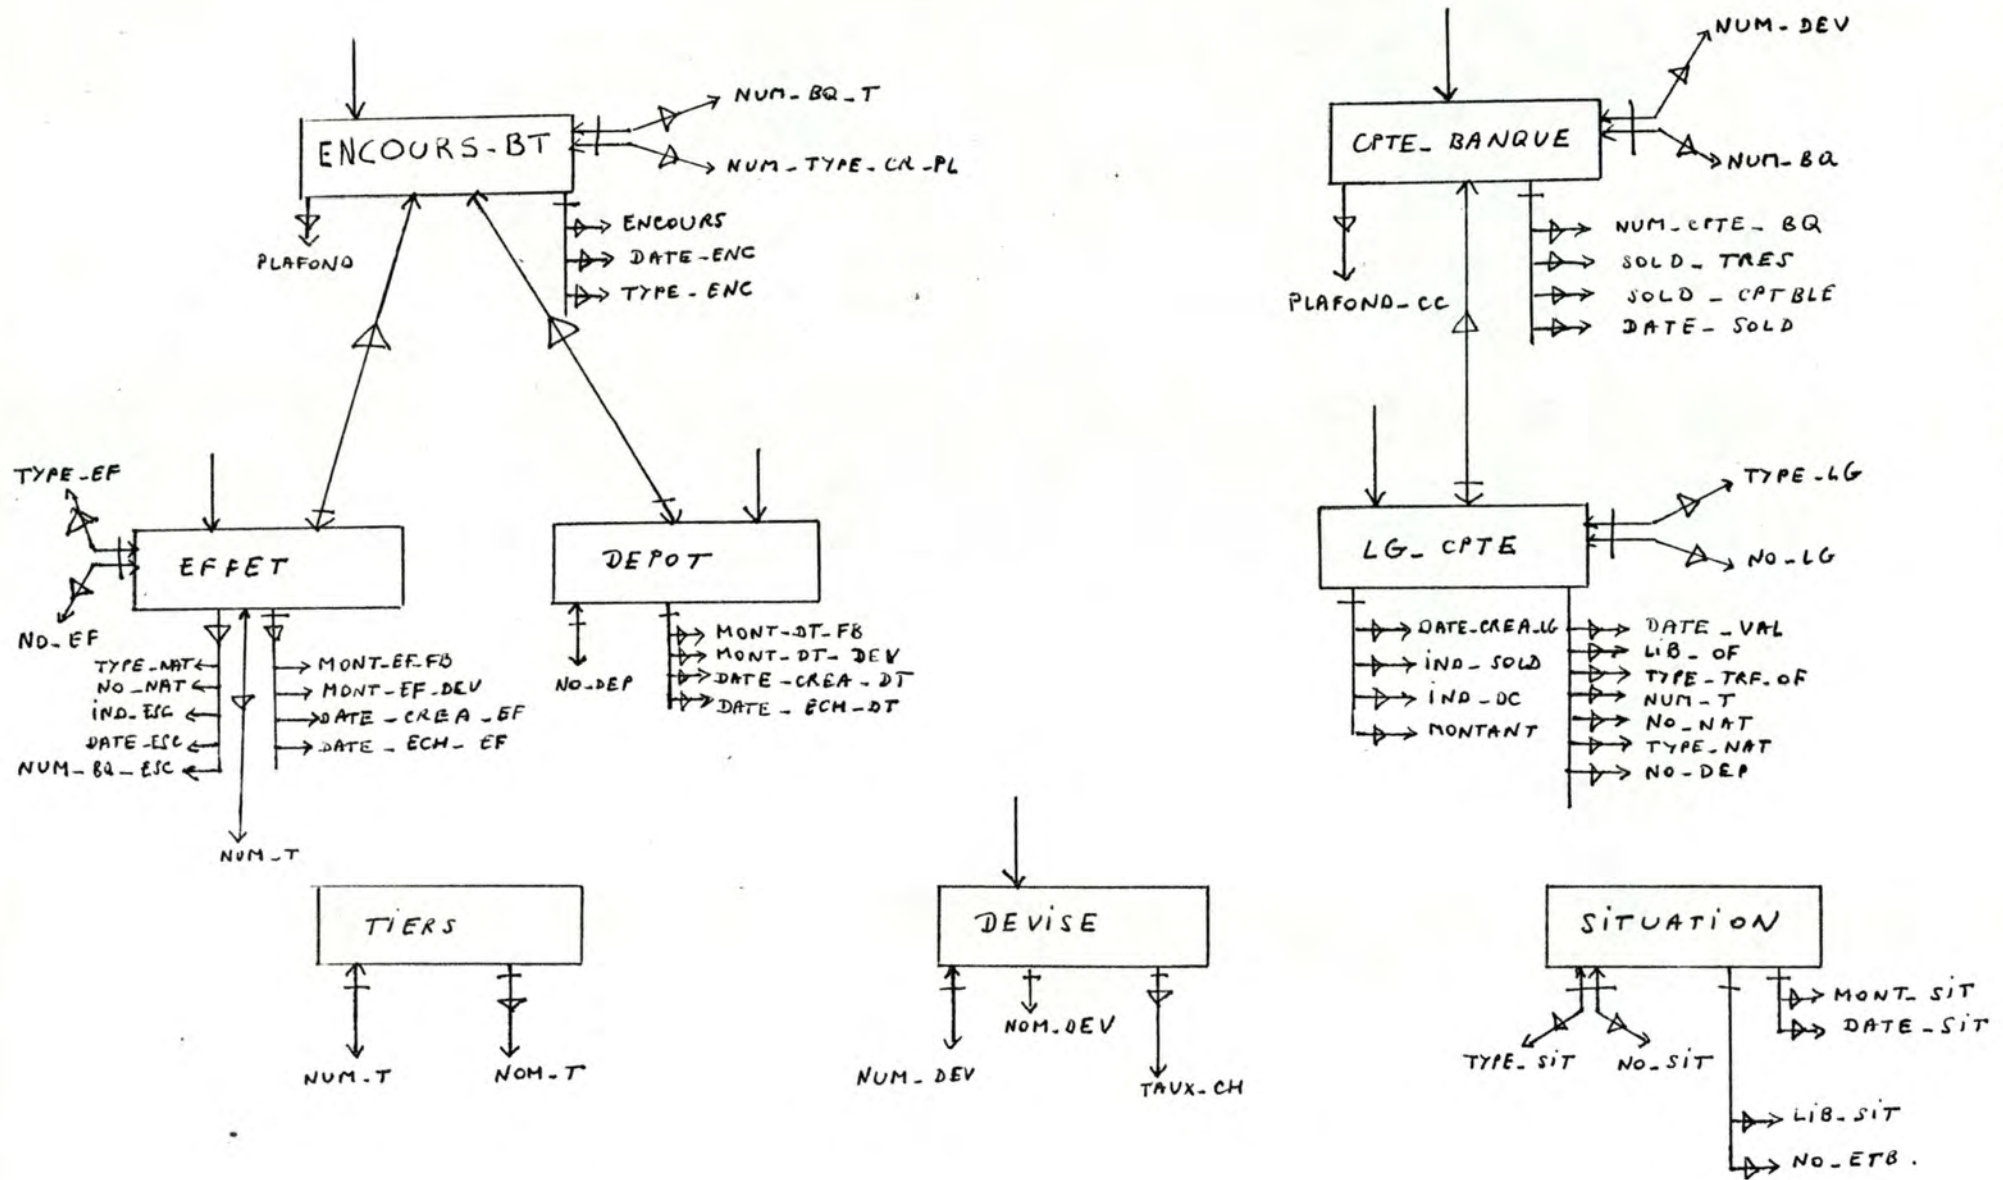 ENCOURS-BT
NUM-BQ-T
NUM-TYPE-CR-PL
PLAFOND
ENCOURS
DATE-ENC
TYPE-ENC
CPTE_BANQUE
NUM-DEV
NUM-BQ
PLAFOND-CC
NUM-CPTE-BQ
SOLD-TRES
SOLD-CPTBLE
DATE-SOLD
TYPE-EF
NO-EF
EFFET
TYPE-NAT
NO-NAT
IND-ESC
DATE-ESC
NUM-BQ-ESC
MONT-EF-FB
MONT-EF-DEV
DATE-CREA-EF
DATE-ECH-EF
NUM-T
DEPOT
NO-DEP
MONT-DT-FB
MONT-DT-DEV
DATE-CREA-DT
DATE-ECH-DT
LG-CPTE
TYPE-LG
NO-LG
DATE-CREA-LG
IND-SOLD
IND-DC
MONTANT
DATE-VAL
LIB-OF
TYPE-TRF-OF
NUM-T
NO-NAT
TYPE-NAT
NO-DEP
TIERS
NUM-T
NOM-T
DEVISE
NUM-DEV
NOM-DEV
TAUX-CH
SITUATION
TYPE-SIT
NO-SIT
MONT-SIT
DATE-SIT
LIB-SIT
NO-ETB.